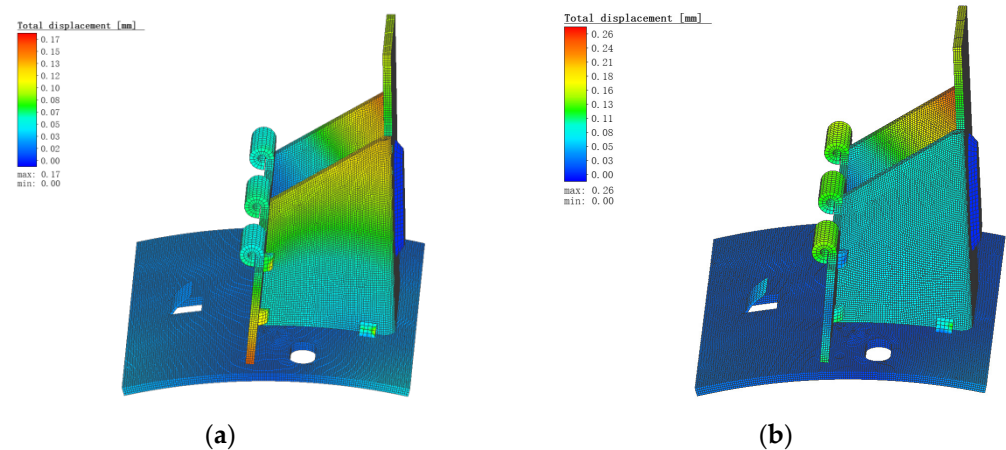 Total displacement [mm]
0.17
0.15
0.13
0.10
0.08
0.07
0.05
0.03
0.02
0.00
max: 0.17
min: 0.00
(a)
Total displacement [mm]
0.26
0.24
0.21
0.18
0.16
0.13
0.11
0.08
0.05
0.03
0.00
max: 0.26
min: 0.00
(b)